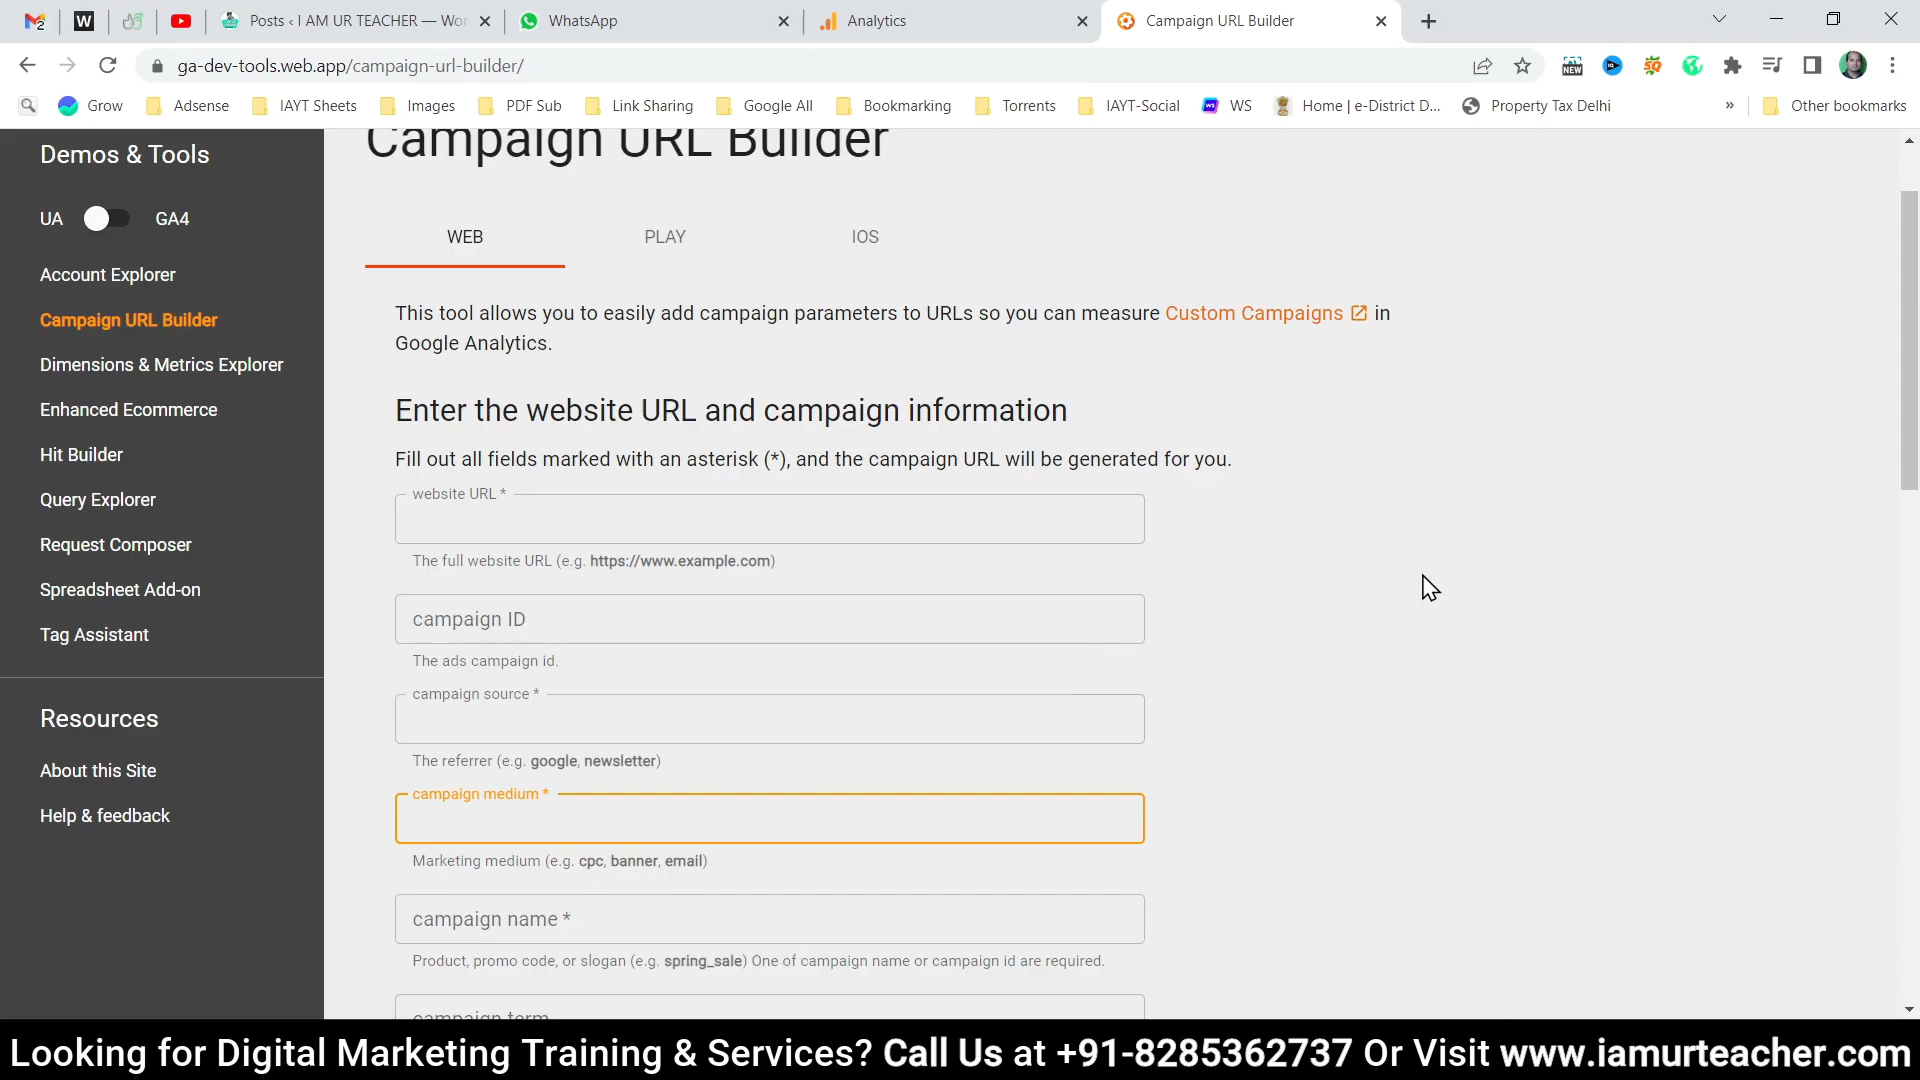 Posts ‹ I AM UR TEACHER — Wor
WhatsApp
Analytics
Campaign URL Builder
ga-dev-tools.web.app/campaign-url-builder/
NEW
Grow
Adsense
IAYT Sheets
Images
PDF Sub
Link Sharing
Google All
Bookmarking
Torrents
IAYT-Social
WS
Home | e-District D...
Property Tax Delhi
»
Other bookmarks
Demos & Tools
UA
GA4
Account Explorer
Campaign URL Builder
Dimensions & Metrics Explorer
Enhanced Ecommerce
Hit Builder
Query Explorer
Request Composer
Spreadsheet Add-on
Tag Assistant
Resources
About this Site
Help & feedback
Campaign URL Builder
WEB
PLAY
IOS
This tool allows you to easily add campaign parameters to URLs so you can measure Custom Campaigns in
Google Analytics.
Enter the website URL and campaign information
Fill out all fields marked with an asterisk (*), and the campaign URL will be generated for you.
website URL *
The full website URL (e.g. https://www.example.com)
campaign ID
The ads campaign id.
campaign source *
The referrer (e.g. google, newsletter)
campaign medium *
Marketing medium (e.g. cpc, banner, email)
campaign name *
Product, promo code, or slogan (e.g. spring_sale) One of campaign name or campaign id are required.
campaign term
Looking for Digital Marketing Training & Services? Call Us at +91-8285362737 Or Visit www.iamurteacher.com